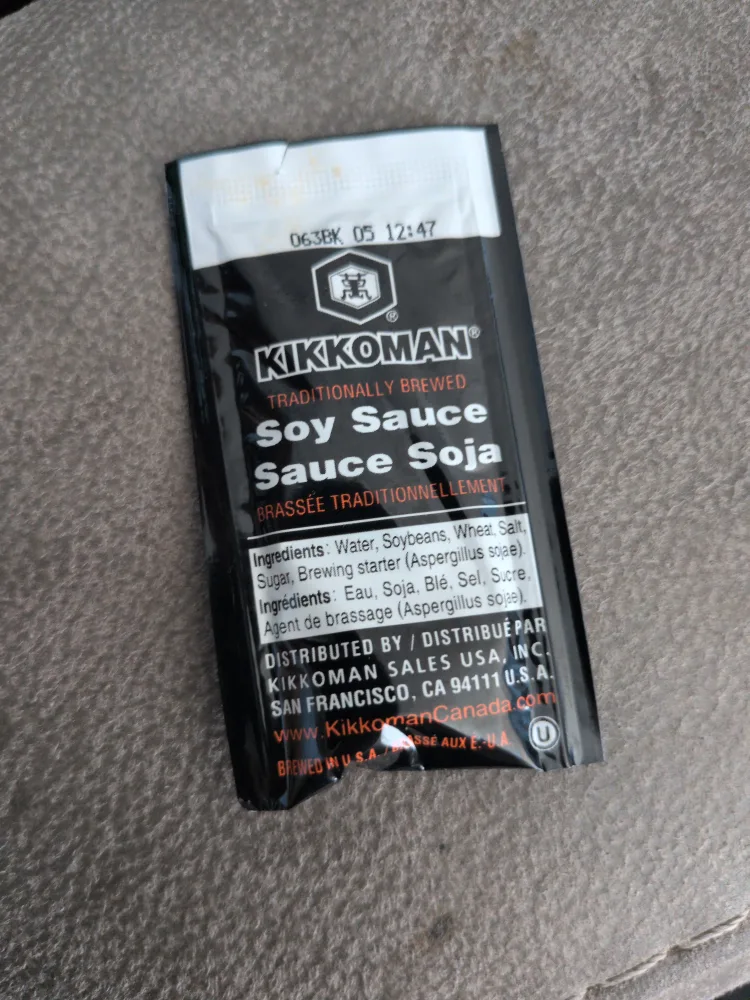 063BK 05 12:47
KIKKOMAN®
TRADITIONALLY BREWED
Soy Sauce
Sauce Soja
BRASSÉE TRADITIONNELLEMENT
Ingredients: Water, Soybeans, Wheat, Salt,
Sugar, Brewing starter (Aspergillus sojae).
Ingrédients: Eau, Soja, Blé, Sel, Sucre,
Agent de brassage (Aspergillus sojae).
DISTRIBUTED BY / DISTRIBUÉ PAR
KIKKOMAN SALES USA, INC.
SAN FRANCISCO, CA 94111 U.S.A.
www.KikkomanCanada.com
BREWED IN U.S.A. / BRASSÉ AUX É.-U.A.
U